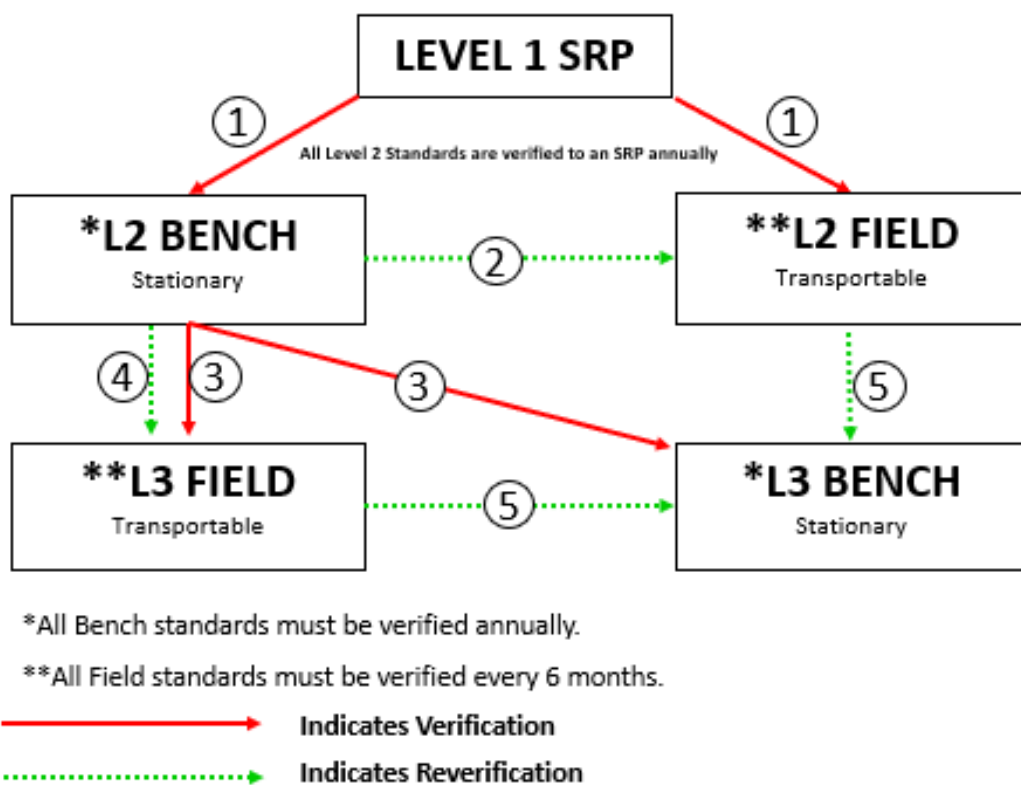 LEVEL 1 SRP
1
1
All Level 2 Standards are verified to an SRP annually
*L2 BENCH
Stationary
2
**L2 FIELD
Transportable
4
3
3
5
**L3 FIELD
Transportable
5
*L3 BENCH
Stationary
*All Bench standards must be verified annually.
**All Field standards must be verified every 6 months.
Indicates Verification
Indicates Reverification